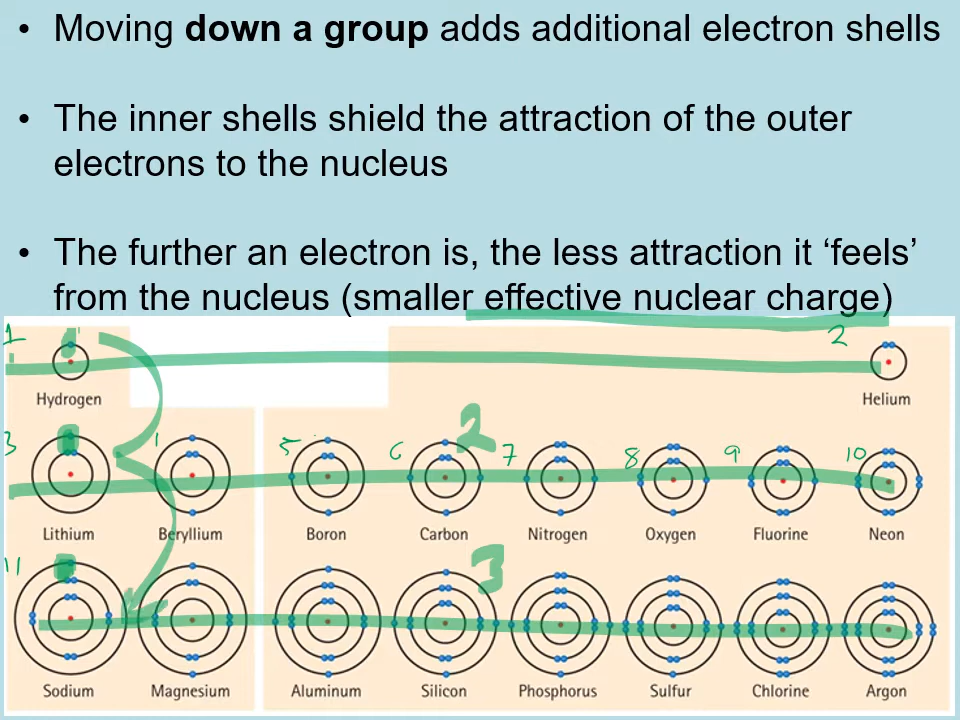 • Moving down a group adds additional electron shells
• The inner shells shield the attraction of the outer
electrons to the nucleus
• The further an electron is, the less attraction it ‘feels’
from the nucleus (smaller effective nuclear charge)
1 2
Hydrogen Helium
3 5 6 2 7 8 9 10
Lithium Beryllium Boron Carbon Nitrogen Oxygen Fluorine Neon
11 3
Sodium Magnesium Aluminum Silicon Phosphorus Sulfur Chlorine Argon